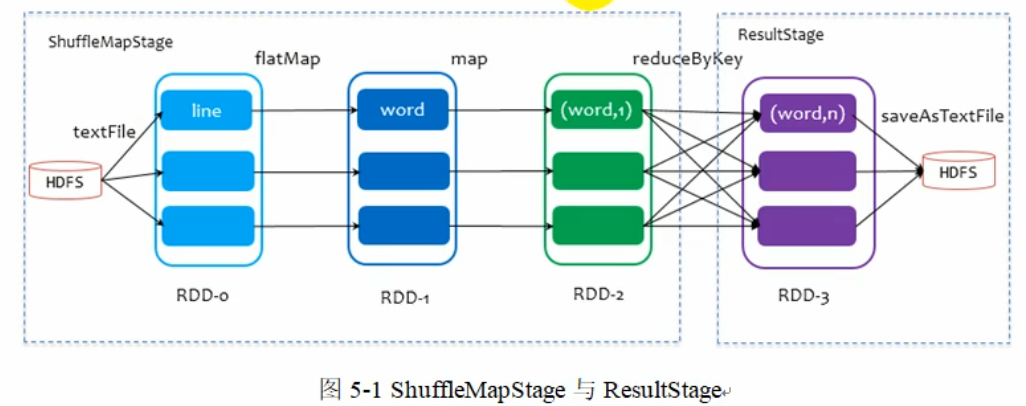 ShuffleMapStage
ResultStage
flatMap
map
reduceByKey
line
word
(word,1)
(word,n)
textFile
saveAsTextFile
HDFS
HDFS
RDD-0
RDD-1
RDD-2
RDD-3
图 5-1 ShuffleMapStage 与 ResultStage